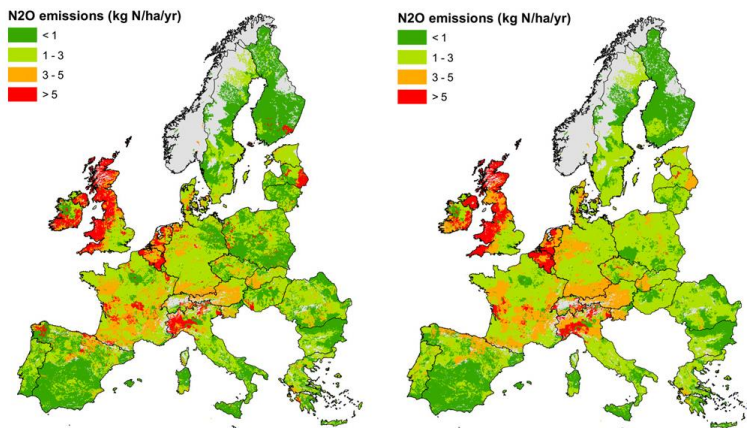 N2O emissions (kg N/ha/yr)
< 1
1 - 3
3 - 5
> 5
N2O emissions (kg N/ha/yr)
< 1
1 - 3
3 - 5
> 5